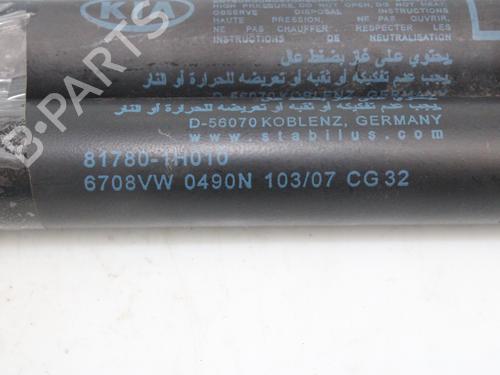 KIA
HIGH PRESSURE, DO NOT OPEN,
HEAT, OBSERVE DISPOSAL INSTRUCTIONS
HAUTE PRESSION, NE PAS OUVRIR,
NE PAS CHAUFFER, RESPECTER LES
INSTRUCTIONS DE NEUTRALISATION
يحتوي على غاز بضغط عال
يجب عدم تفكيكه أو ثقبه أو تعريضه للحرارة أو النار
D-56070 KOBLENZ, GERMANY
يجب عدم تفكيكه أو ثقبه أو تعريضه للحرارة أو النار
D-56070 KOBLENZ, GERMANY
www.stabilus.com
81780-1H010
6708VW 0490N 103/07 CG32
B-PARTS